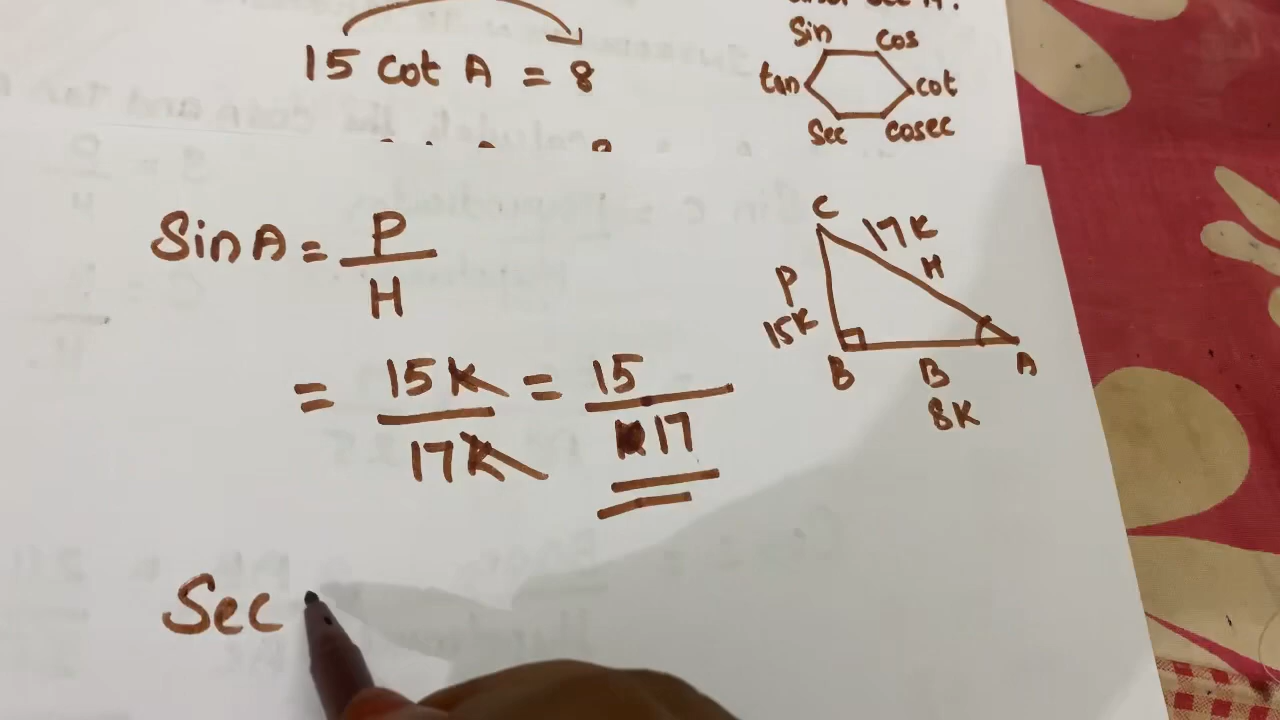 15 cot A = 8
Sin cos
tan cot
Sec cosec
Sin A = P
H
= 15K = 15
17K 17
Sec
C
17K
H
P
15K
B B A
8K